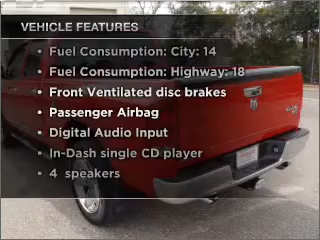 VEHICLE FEATURES
• Fuel Consumption: City: 14
• Fuel Consumption: Highway: 18
• Front Ventilated disc brakes
• Passenger Airbag
• Digital Audio Input
• In-Dash single CD player
• 4 speakers